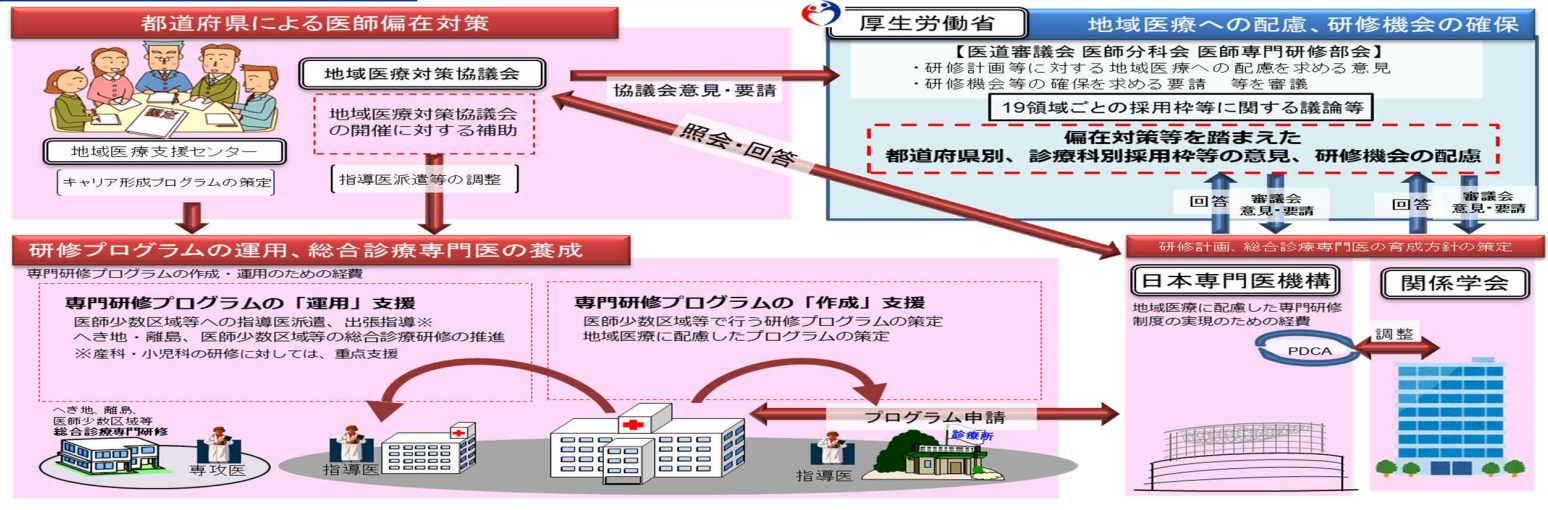 都道府県による医師偏在対策
地域医療対策協議会
地域医療対策協議会
の開催に対する補助
認定
地域医療支援センター
キャリア形成プログラムの策定
指導医派遣等の調整
協議会意見・要請
照会・回答
厚生労働省
地域医療への配慮、研修機会の確保
【医道審議会 医師分科会 医師専門研修部会】
・研修計画等に対する地域医療への配慮を求める意見
・研修機会等の確保を求める要請　等を審議
19領域ごとの採用枠等に関する議論等
偏在対策等を踏まえた
都道府県別、診療科別採用枠等の意見、研修機会の配慮
回答
審議会
意見・要請
回答
審議会
意見・要請
研修プログラムの運用、総合診療専門医の養成
専門研修プログラムの作成・運用のための経費
専門研修プログラムの「運用」支援
医師少数区域等への指導医派遣、出張指導※
へき地・離島、医師少数区域等の総合診療研修の推進
※産科・小児科の研修に対しては、重点支援
専門研修プログラムの「作成」支援
医師少数区域等で行う研修プログラムの策定
地域医療に配慮したプログラムの策定
へき地、離島、
医師少数区域等
総合診療専門研修
専攻医
指導医
指導医
診療所
プログラム申請
研修計画、総合診療専門医の育成方針の策定
日本専門医機構
関係学会
地域医療に配慮した専門研修
制度の実現のための経費
PDCA
調整